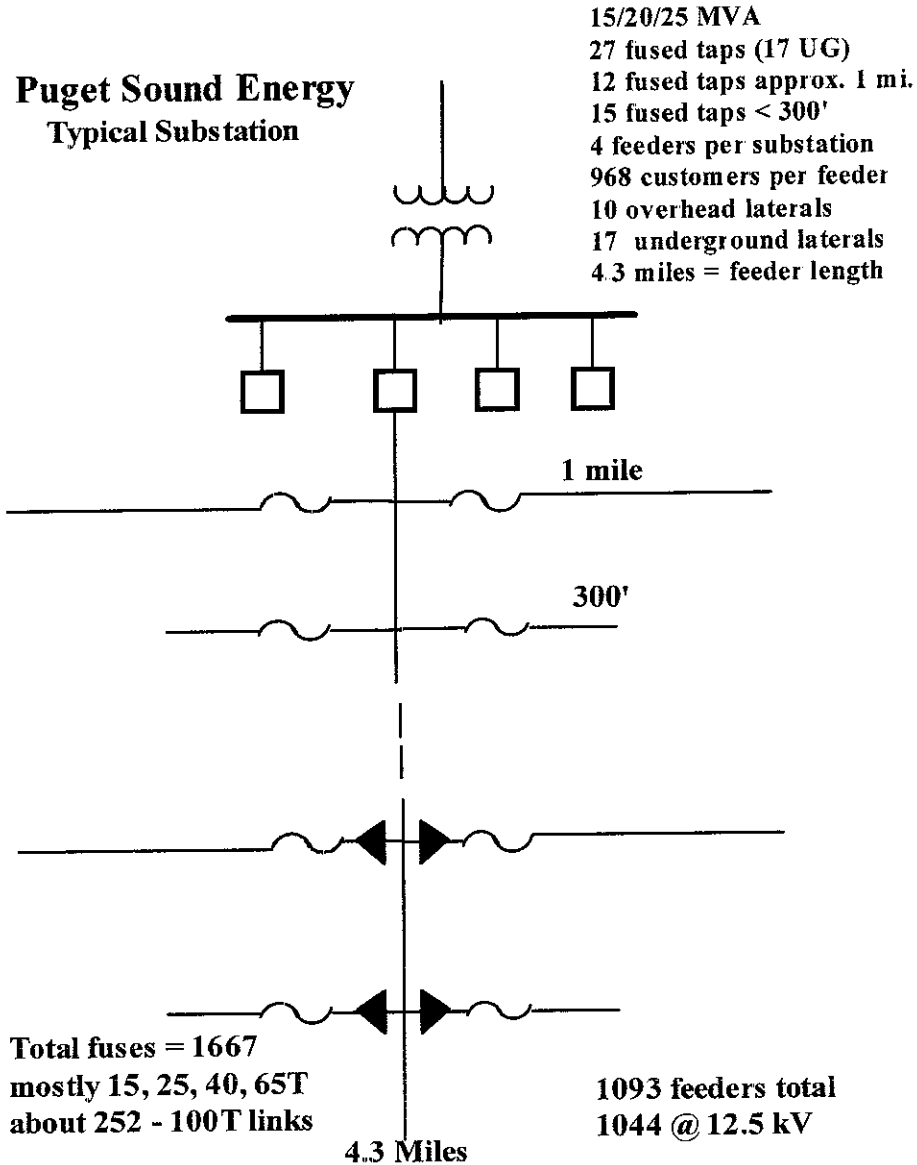 Puget Sound Energy
Typical Substation
15/20/25 MVA
27 fused taps (17 UG)
12 fused taps approx. 1 mi.
15 fused taps < 300'
4 feeders per substation
968 customers per feeder
10 overhead laterals
17 underground laterals
4.3 miles = feeder length
1 mile
300'
Total fuses = 1667
mostly 15, 25, 40, 65T
about 252 - 100T links
1093 feeders total
1044 @ 12.5 kV
4.3 Miles